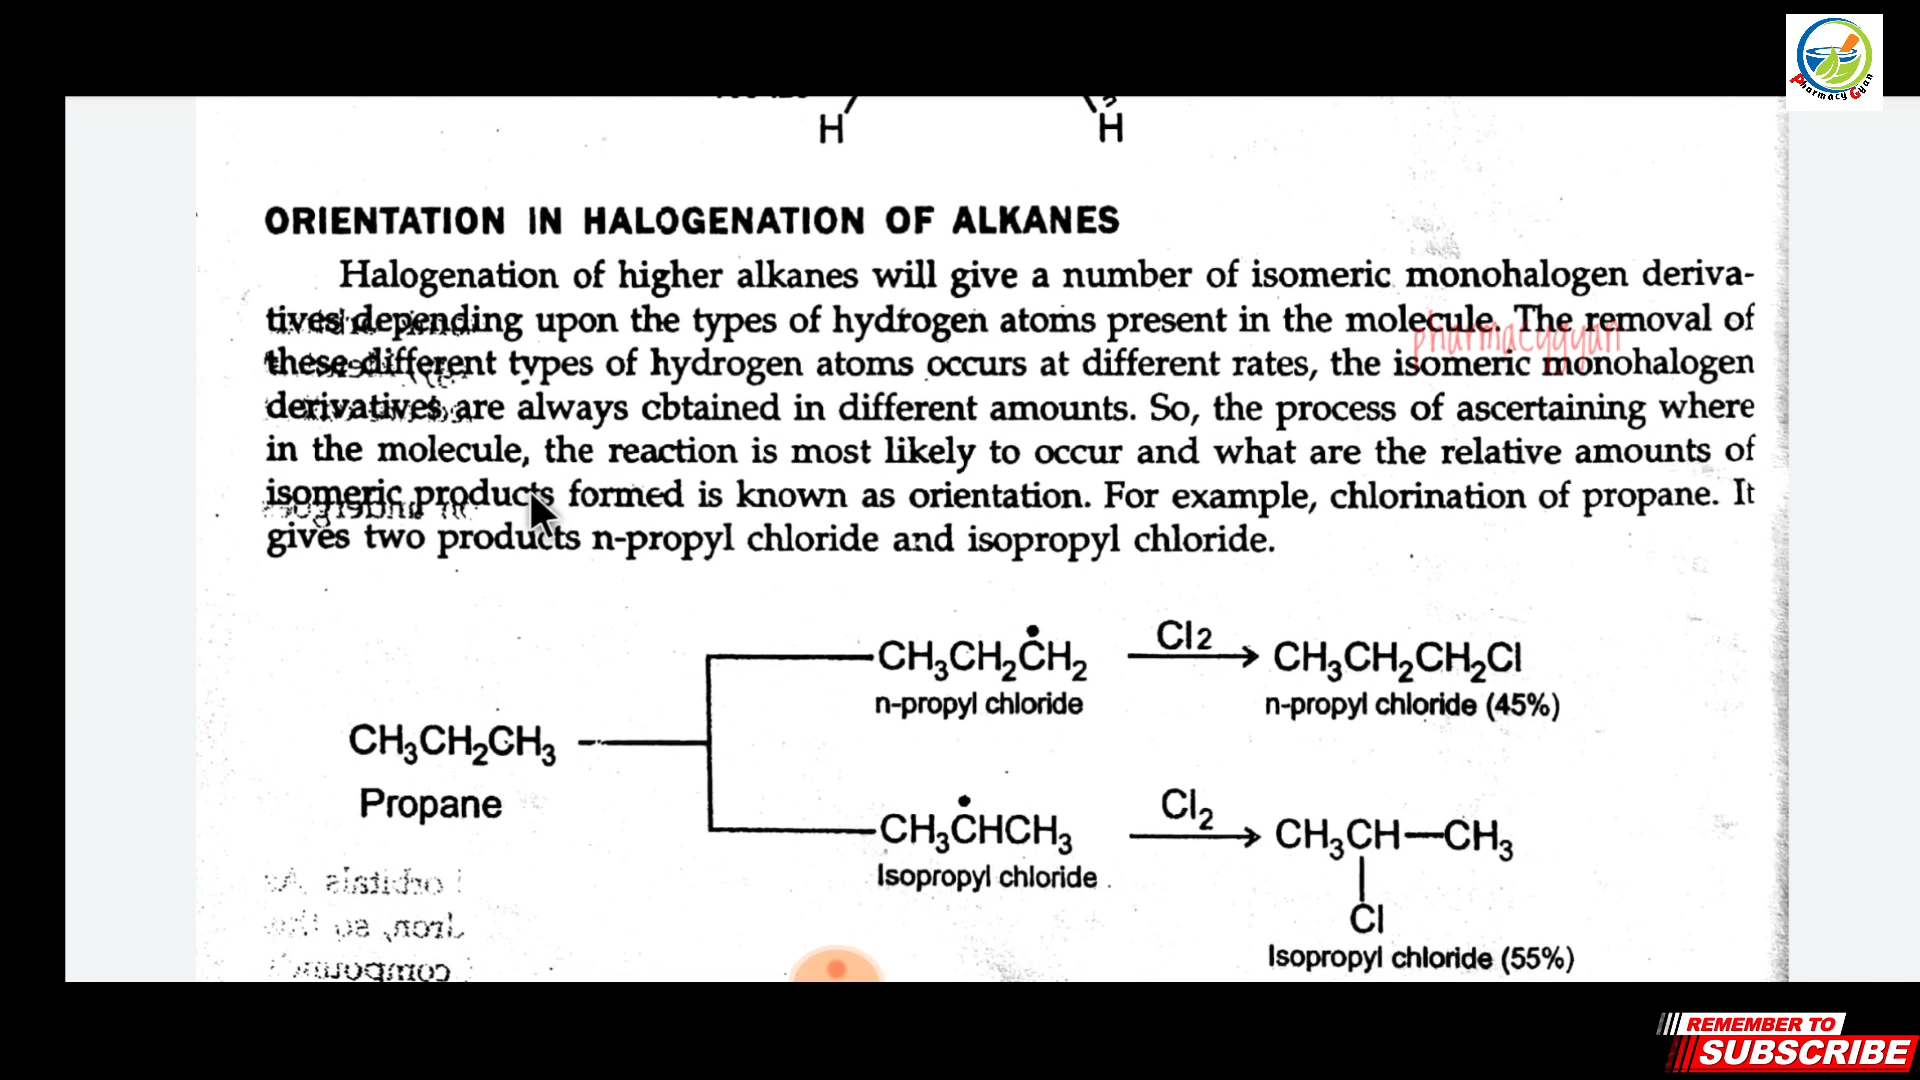 Pharmacy Gyan
H H
ORIENTATION IN HALOGENATION OF ALKANES
Halogenation of higher alkanes will give a number of isomeric monohalogen deriva-
tives depending upon the types of hydrogen atoms present in the molecule. The removal of
pharmacygyan
these different types of hydrogen atoms occurs at different rates, the isomeric monohalogen
derivatives are always cbtained in different amounts. So, the process of ascertaining where
in the molecule, the reaction is most likely to occur and what are the relative amounts of
isomeric products formed is known as orientation. For example, chlorination of propane. It
gives two products n-propyl chloride and isopropyl chloride.
CH₃CH₂ĊH₂ Cl2 → CH₃CH₂CH₂Cl
n-propyl chloride n-propyl chloride (45%)
CH₃CH₂CH₃
Propane
CH₃ĊHCH₃ Cl₂ → CH₃CH—CH₃
Isopropyl chloride
Cl
Isopropyl chloride (55%)
REMEMBER TO
SUBSCRIBE